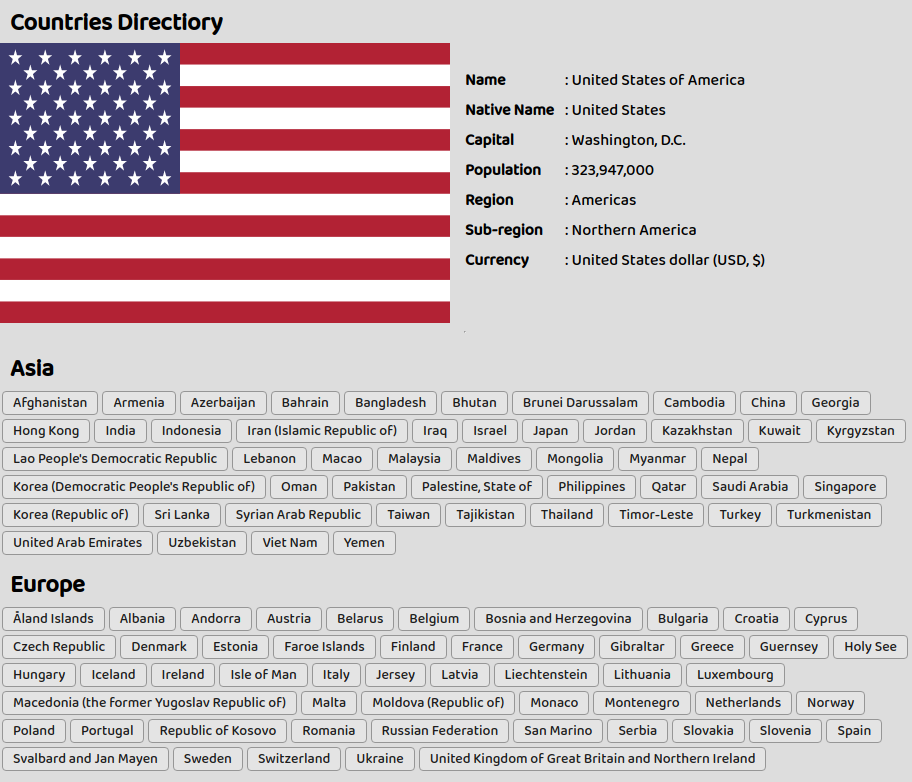 Countries Directiory
Name : United States of America
Native Name : United States
Capital : Washington, D.C.
Population : 323,947,000
Region : Americas
Sub-region : Northern America
Currency : United States dollar (USD, $)
Asia
Afghanistan Armenia Azerbaijan Bahrain Bangladesh Bhutan Brunei Darussalam Cambodia China Georgia
Hong Kong India Indonesia Iran (Islamic Republic of) Iraq Israel Japan Jordan Kazakhstan Kuwait Kyrgyzstan
Lao People's Democratic Republic Lebanon Macao Malaysia Maldives Mongolia Myanmar Nepal
Korea (Democratic People's Republic of) Oman Pakistan Palestine, State of Philippines Qatar Saudi Arabia Singapore
Korea (Republic of) Sri Lanka Syrian Arab Republic Taiwan Tajikistan Thailand Timor-Leste Turkey Turkmenistan
United Arab Emirates Uzbekistan Viet Nam Yemen
Europe
Åland Islands Albania Andorra Austria Belarus Belgium Bosnia and Herzegovina Bulgaria Croatia Cyprus
Czech Republic Denmark Estonia Faroe Islands Finland France Germany Gibraltar Greece Guernsey Holy See
Hungary Iceland Ireland Isle of Man Italy Jersey Latvia Liechtenstein Lithuania Luxembourg
Macedonia (the former Yugoslav Republic of) Malta Moldova (Republic of) Monaco Montenegro Netherlands Norway
Poland Portugal Republic of Kosovo Romania Russian Federation San Marino Serbia Slovakia Slovenia Spain
Svalbard and Jan Mayen Sweden Switzerland Ukraine United Kingdom of Great Britain and Northern Ireland